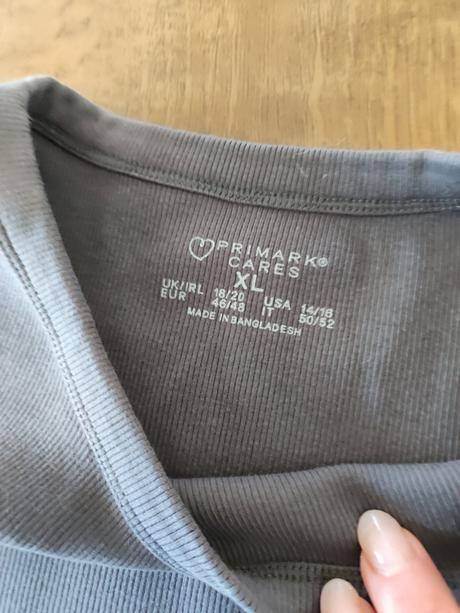 PRIMARK®
CARES
XL
UK/IRL 18/20 USA 14/16
EUR 46/48 IT 50/52
MADE IN BANGLADESH